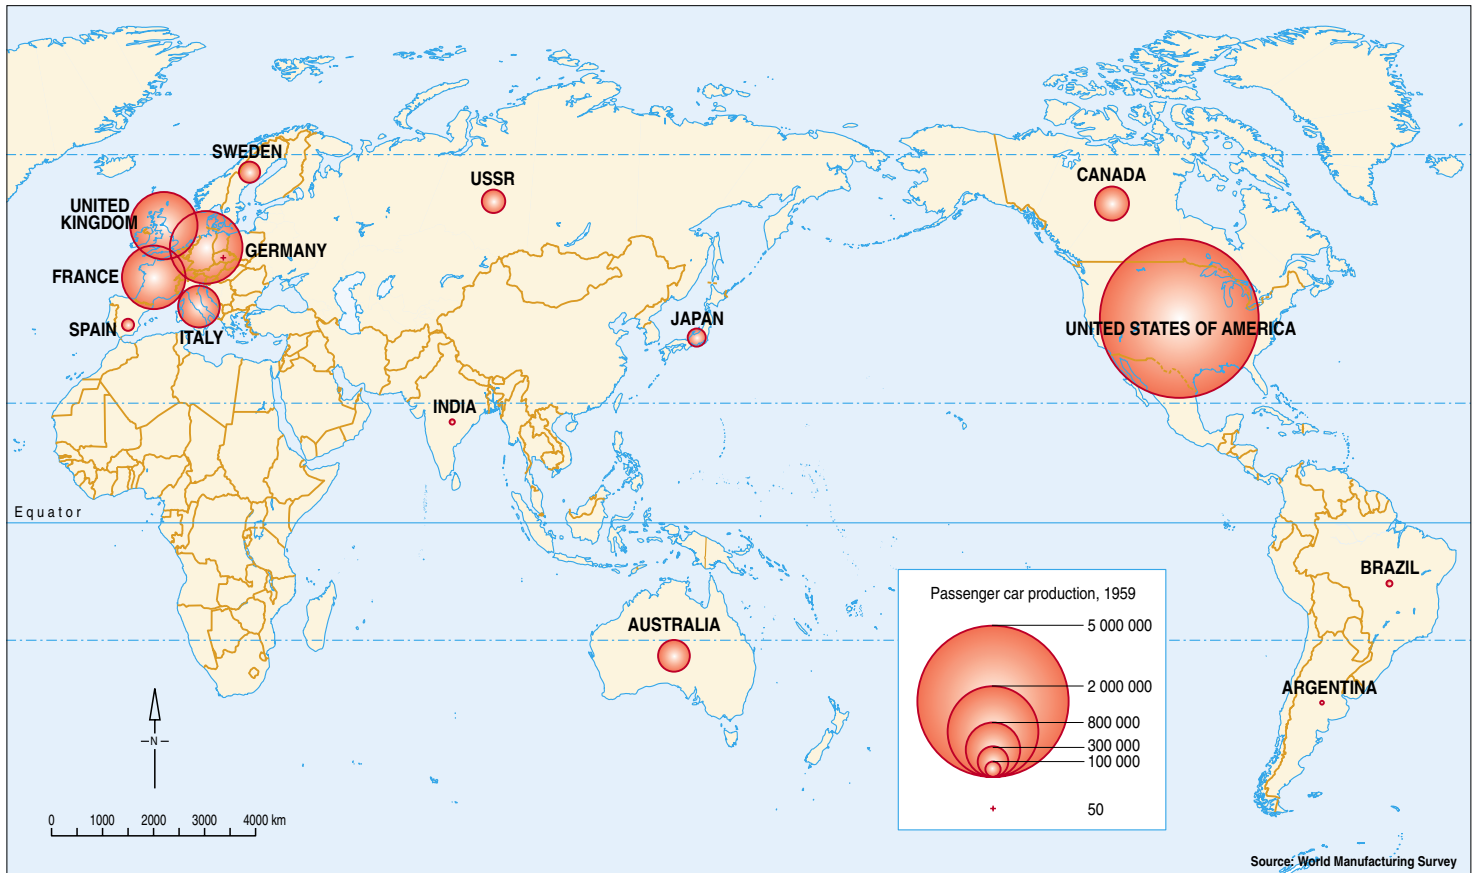 SWEDEN
USSR
CANADA
UNITED
KINGDOM
GERMANY
FRANCE
SPAIN
ITALY
JAPAN
UNITED STATES OF AMERICA
INDIA
Equator
BRAZIL
AUSTRALIA
ARGENTINA
Passenger car production, 1959
5 000 000
2 000 000
800 000
300 000
100 000
50
N
0 1000 2000 3000 4000 km
Source: World Manufacturing Survey